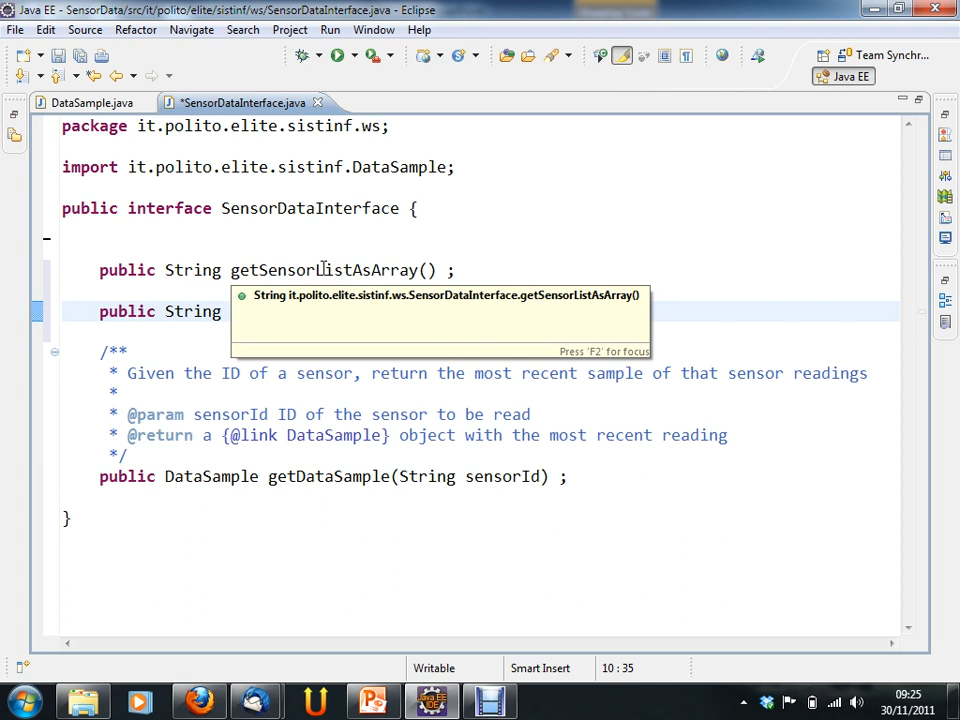 Java EE - SensorData/src/it/polito/elite/sistinf/ws/SensorDataInterface.java - Eclipse
File Edit Source Refactor Navigate Search Project Run Window Help
Team Synchr...
Java EE
DataSample.java *SensorDataInterface.java
package it.polito.elite.sistinf.ws;
import it.polito.elite.sistinf.DataSample;
public interface SensorDataInterface {
public String getSensorListAsArray() ;
String it.polito.elite.sistinf.ws.SensorDataInterface.getSensorListAsArray()
public String
Press 'F2' for focus
/**
* Given the ID of a sensor, return the most recent sample of that sensor readings
*
* @param sensorId ID of the sensor to be read
* @return a {@link DataSample} object with the most recent reading
*/
public DataSample getDataSample(String sensorId) ;
}
Writable Smart Insert 10 : 35
Java EE IDE
09:25
30/11/2011